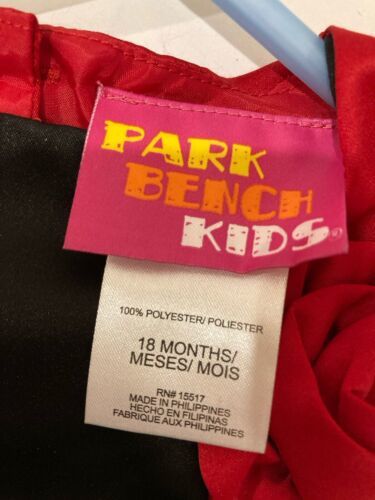 PARK
BENCH
KIDS®
100% POLYESTER/ POLIESTER
18 MONTHS/
MESES/ MOIS
RN# 15517
MADE IN PHILIPPINES
HECHO EN FILIPINAS
FABRIQUE AUX PHILIPPINES